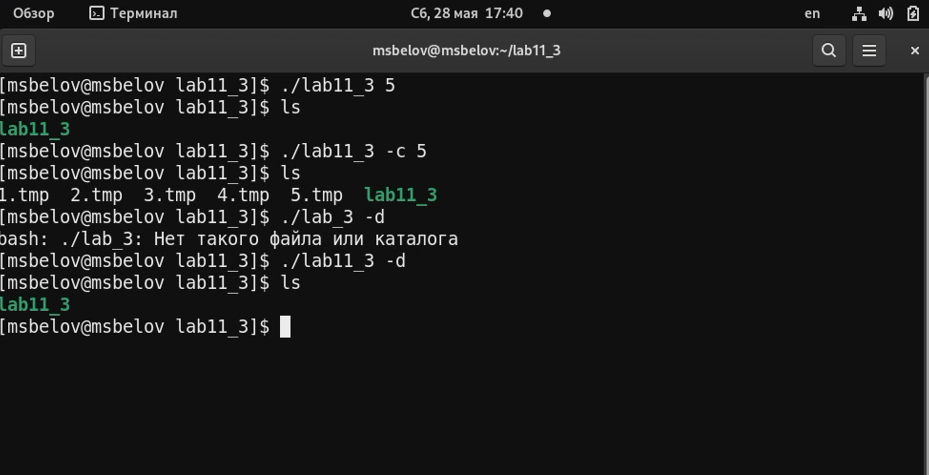 Обзор Терминал Сб, 28 мая 17:40 en
msbelov@msbelov:~/lab11_3
[msbelov@msbelov lab11_3]$ ./lab11_3 5
[msbelov@msbelov lab11_3]$ ls
lab11_3
[msbelov@msbelov lab11_3]$ ./lab11_3 -c 5
[msbelov@msbelov lab11_3]$ ls
1.tmp 2.tmp 3.tmp 4.tmp 5.tmp lab11_3
[msbelov@msbelov lab11_3]$ ./lab_3 -d
bash: ./lab_3: Нет такого файла или каталога
[msbelov@msbelov lab11_3]$ ./lab11_3 -d
[msbelov@msbelov lab11_3]$ ls
lab11_3
[msbelov@msbelov lab11_3]$